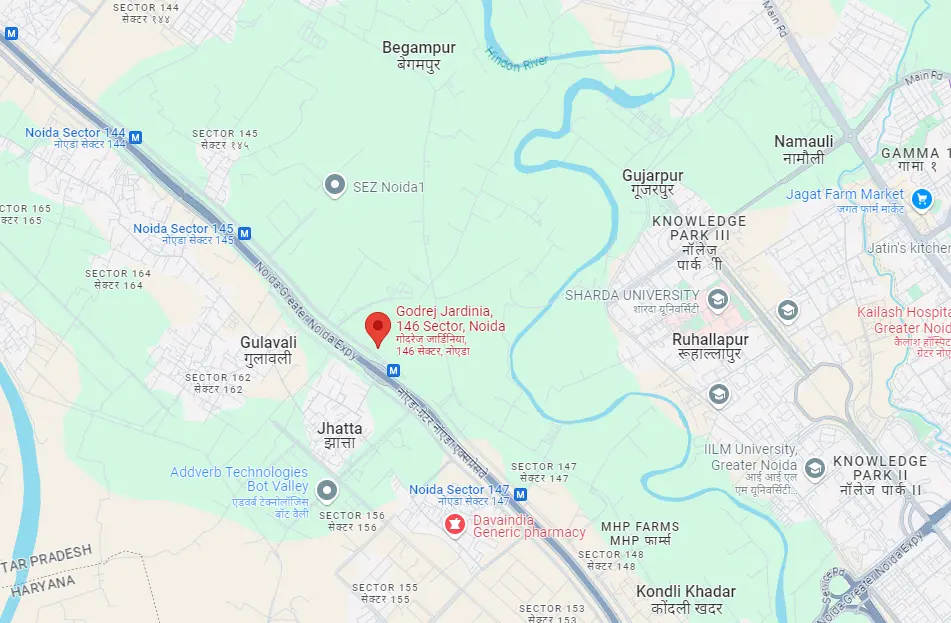 SECTOR 144
सेक्टर १४४
Main Rd
Begampur
बेगमपुर
Hindon River
Main Rd
Noida Sector 144
नोएडा सेक्टर 144
SECTOR 145
सेक्टर १४५
Namauli
नामौली
GAMMA 1
गामा १
SEZ Noida1
Gujarpur
गूजरपुर
Jagat Farm Market
जगत फार्म मार्केट
CTOR 165
क्टर 165
KNOWLEDGE
PARK III
नॉलेज
पार्क
Noida Sector 145
नोएडा सेक्टर 145
Jatin's kitchen
SECTOR 164
सेक्टर 164
Noida-Greater Noida Expy
SHARDA UNIVERSITY
शारदा यूनिवर्सिटी
Godrej Jardinia,
146 Sector, Noida
गोदरेज जार्डिनिया,
146 सेक्टर, नोएडा
Kailash Hospita
Greater Noid
कैलाश हॉस्पिट
ग्रेटर नोए
Gulavali
गुलावली
Ruhallapur
रूहाल्लापुर
SECTOR 162
सेक्टर 162
नोएडा-ग्रेटर नोएडा एक्सप्रेसवे
Jhatta
झात्ता
IILM University,
Greater Noida
आई आई एल
एम यूनिवर्सिटी...
KNOWLEDGE
PARK II
नॉलेज पार्क II
Addverb Technologies
Bot Valley
एडवर्ब टेक्नोलॉजिस
बॉट वैली
SECTOR 147
सेक्टर 147
Noida Sector 147
नोएडा सेक्टर 147
SECTOR 156
सेक्टर 156
Davaindia
Generic pharmacy
MHP FARMS
MHP फार्म्स
TAR PRADESH
HARYANA
SECTOR 148
सेक्टर 148
Noida-Greater Noida Expy
Service Rd
SECTOR 155
सेक्टर 155
Kondli Khadar
कोंदली खदर
SECTOR 153
सेक्टर 153